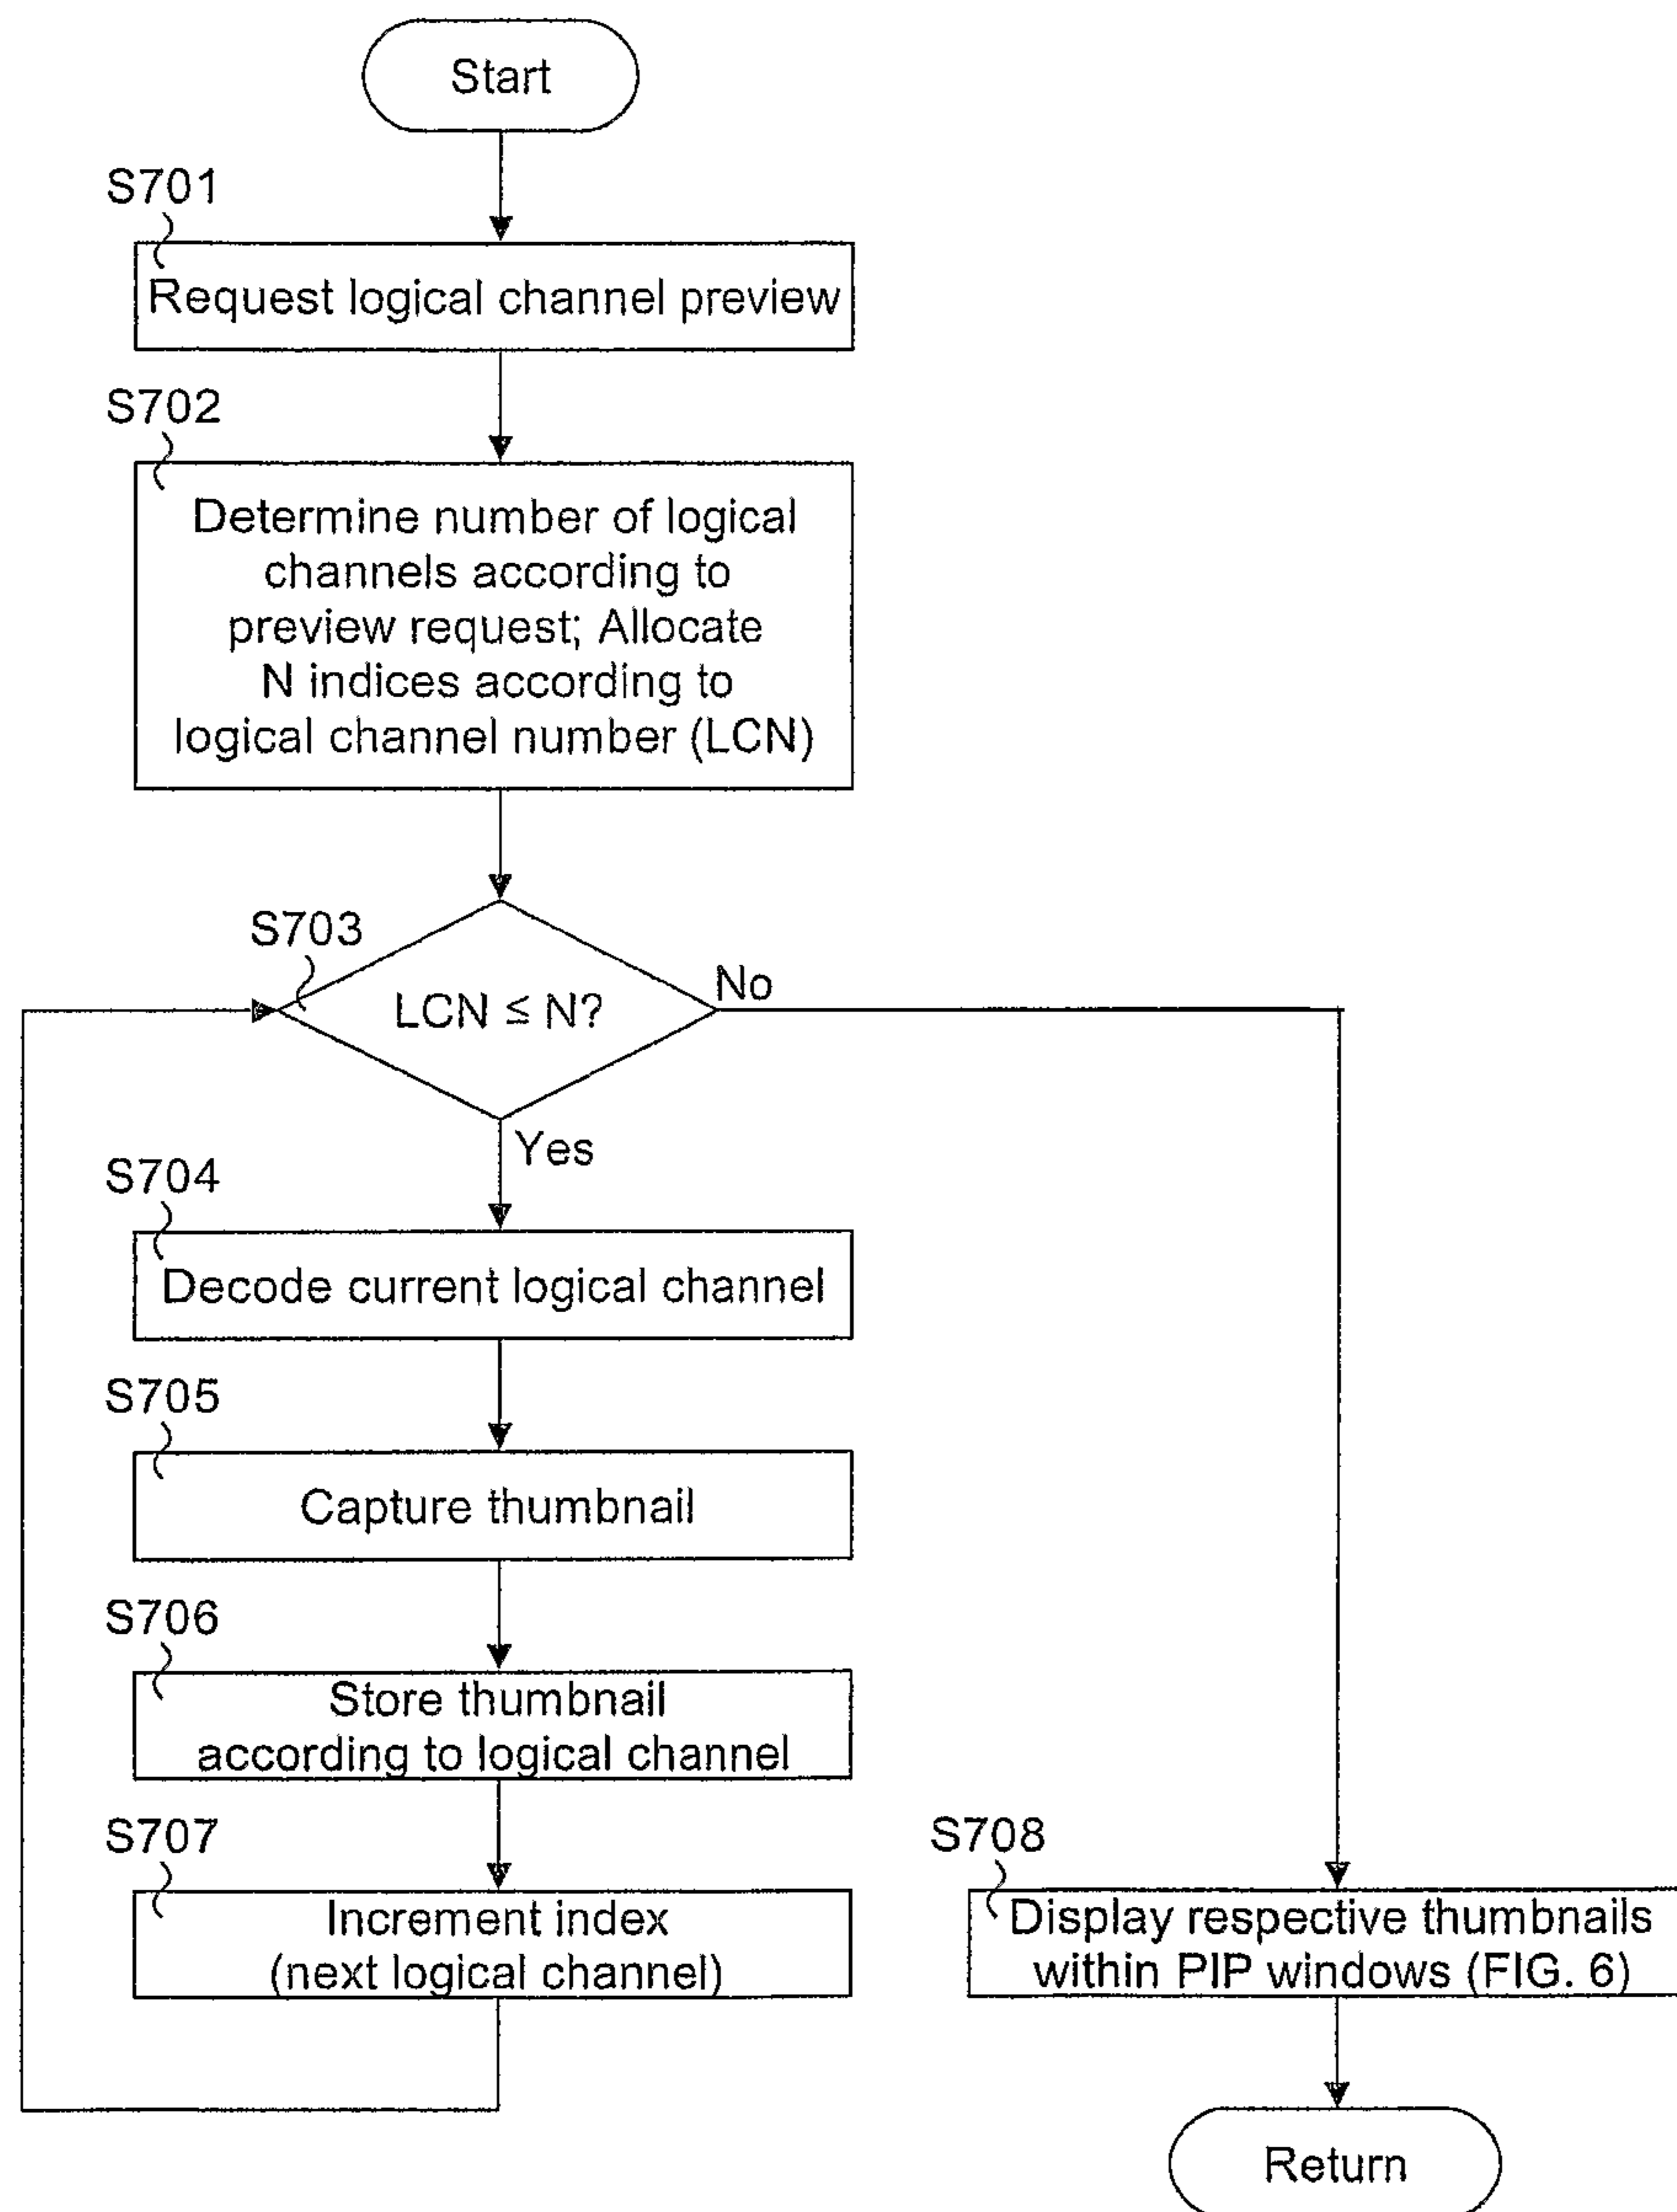 Start
S701
Request logical channel preview
S702
Determine number of logical
channels according to
preview request; Allocate
N indices according to
logical channel number (LCN)
S703
LCN ≤ N?
No
Yes
S704
Decode current logical channel
S705
Capture thumbnail
S706
Store thumbnail
according to logical channel
S707
Increment index
(next logical channel)
S708
Display respective thumbnails
within PIP windows (FIG. 6)
Return